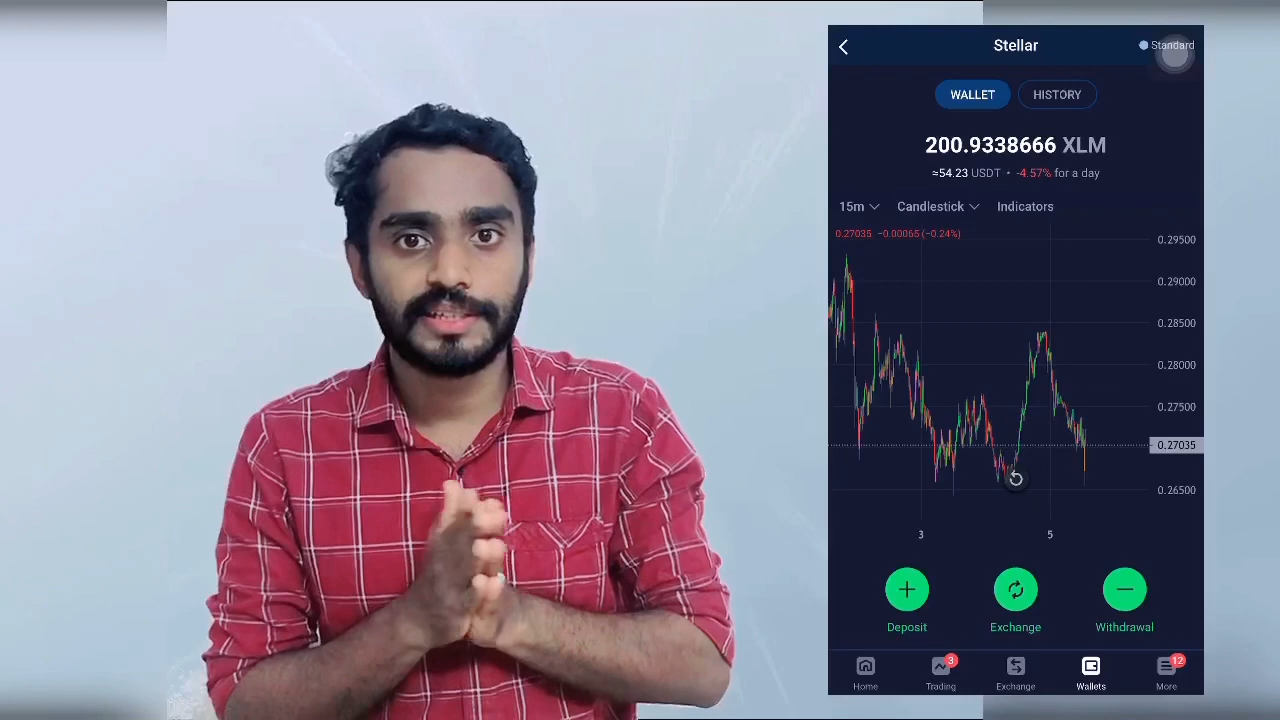 Stellar
Standard
WALLET
HISTORY
200.9338666 XLM
≈54.23 USDT • -4.57% for a day
15m
Candlestick
Indicators
0.27035 −0.00065 (−0.24%)
0.29500
0.29000
0.28500
0.28000
0.27500
0.27035
0.26500
3
5
Deposit
Exchange
Withdrawal
3
12
Home
Trading
Exchange
Wallets
More